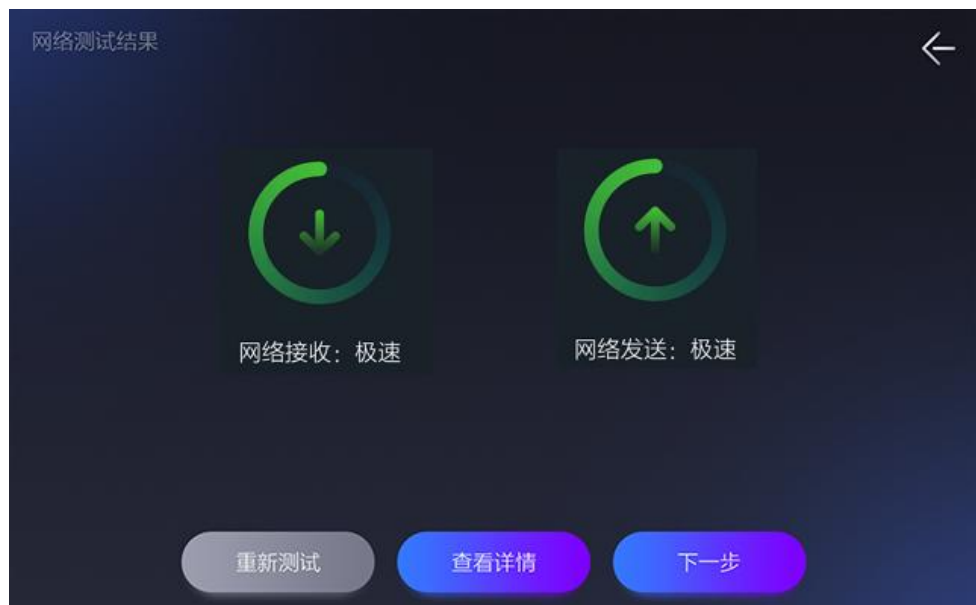 网络测试结果
网络接收：极速
网络发送：极速
重新测试
查看详情
下一步